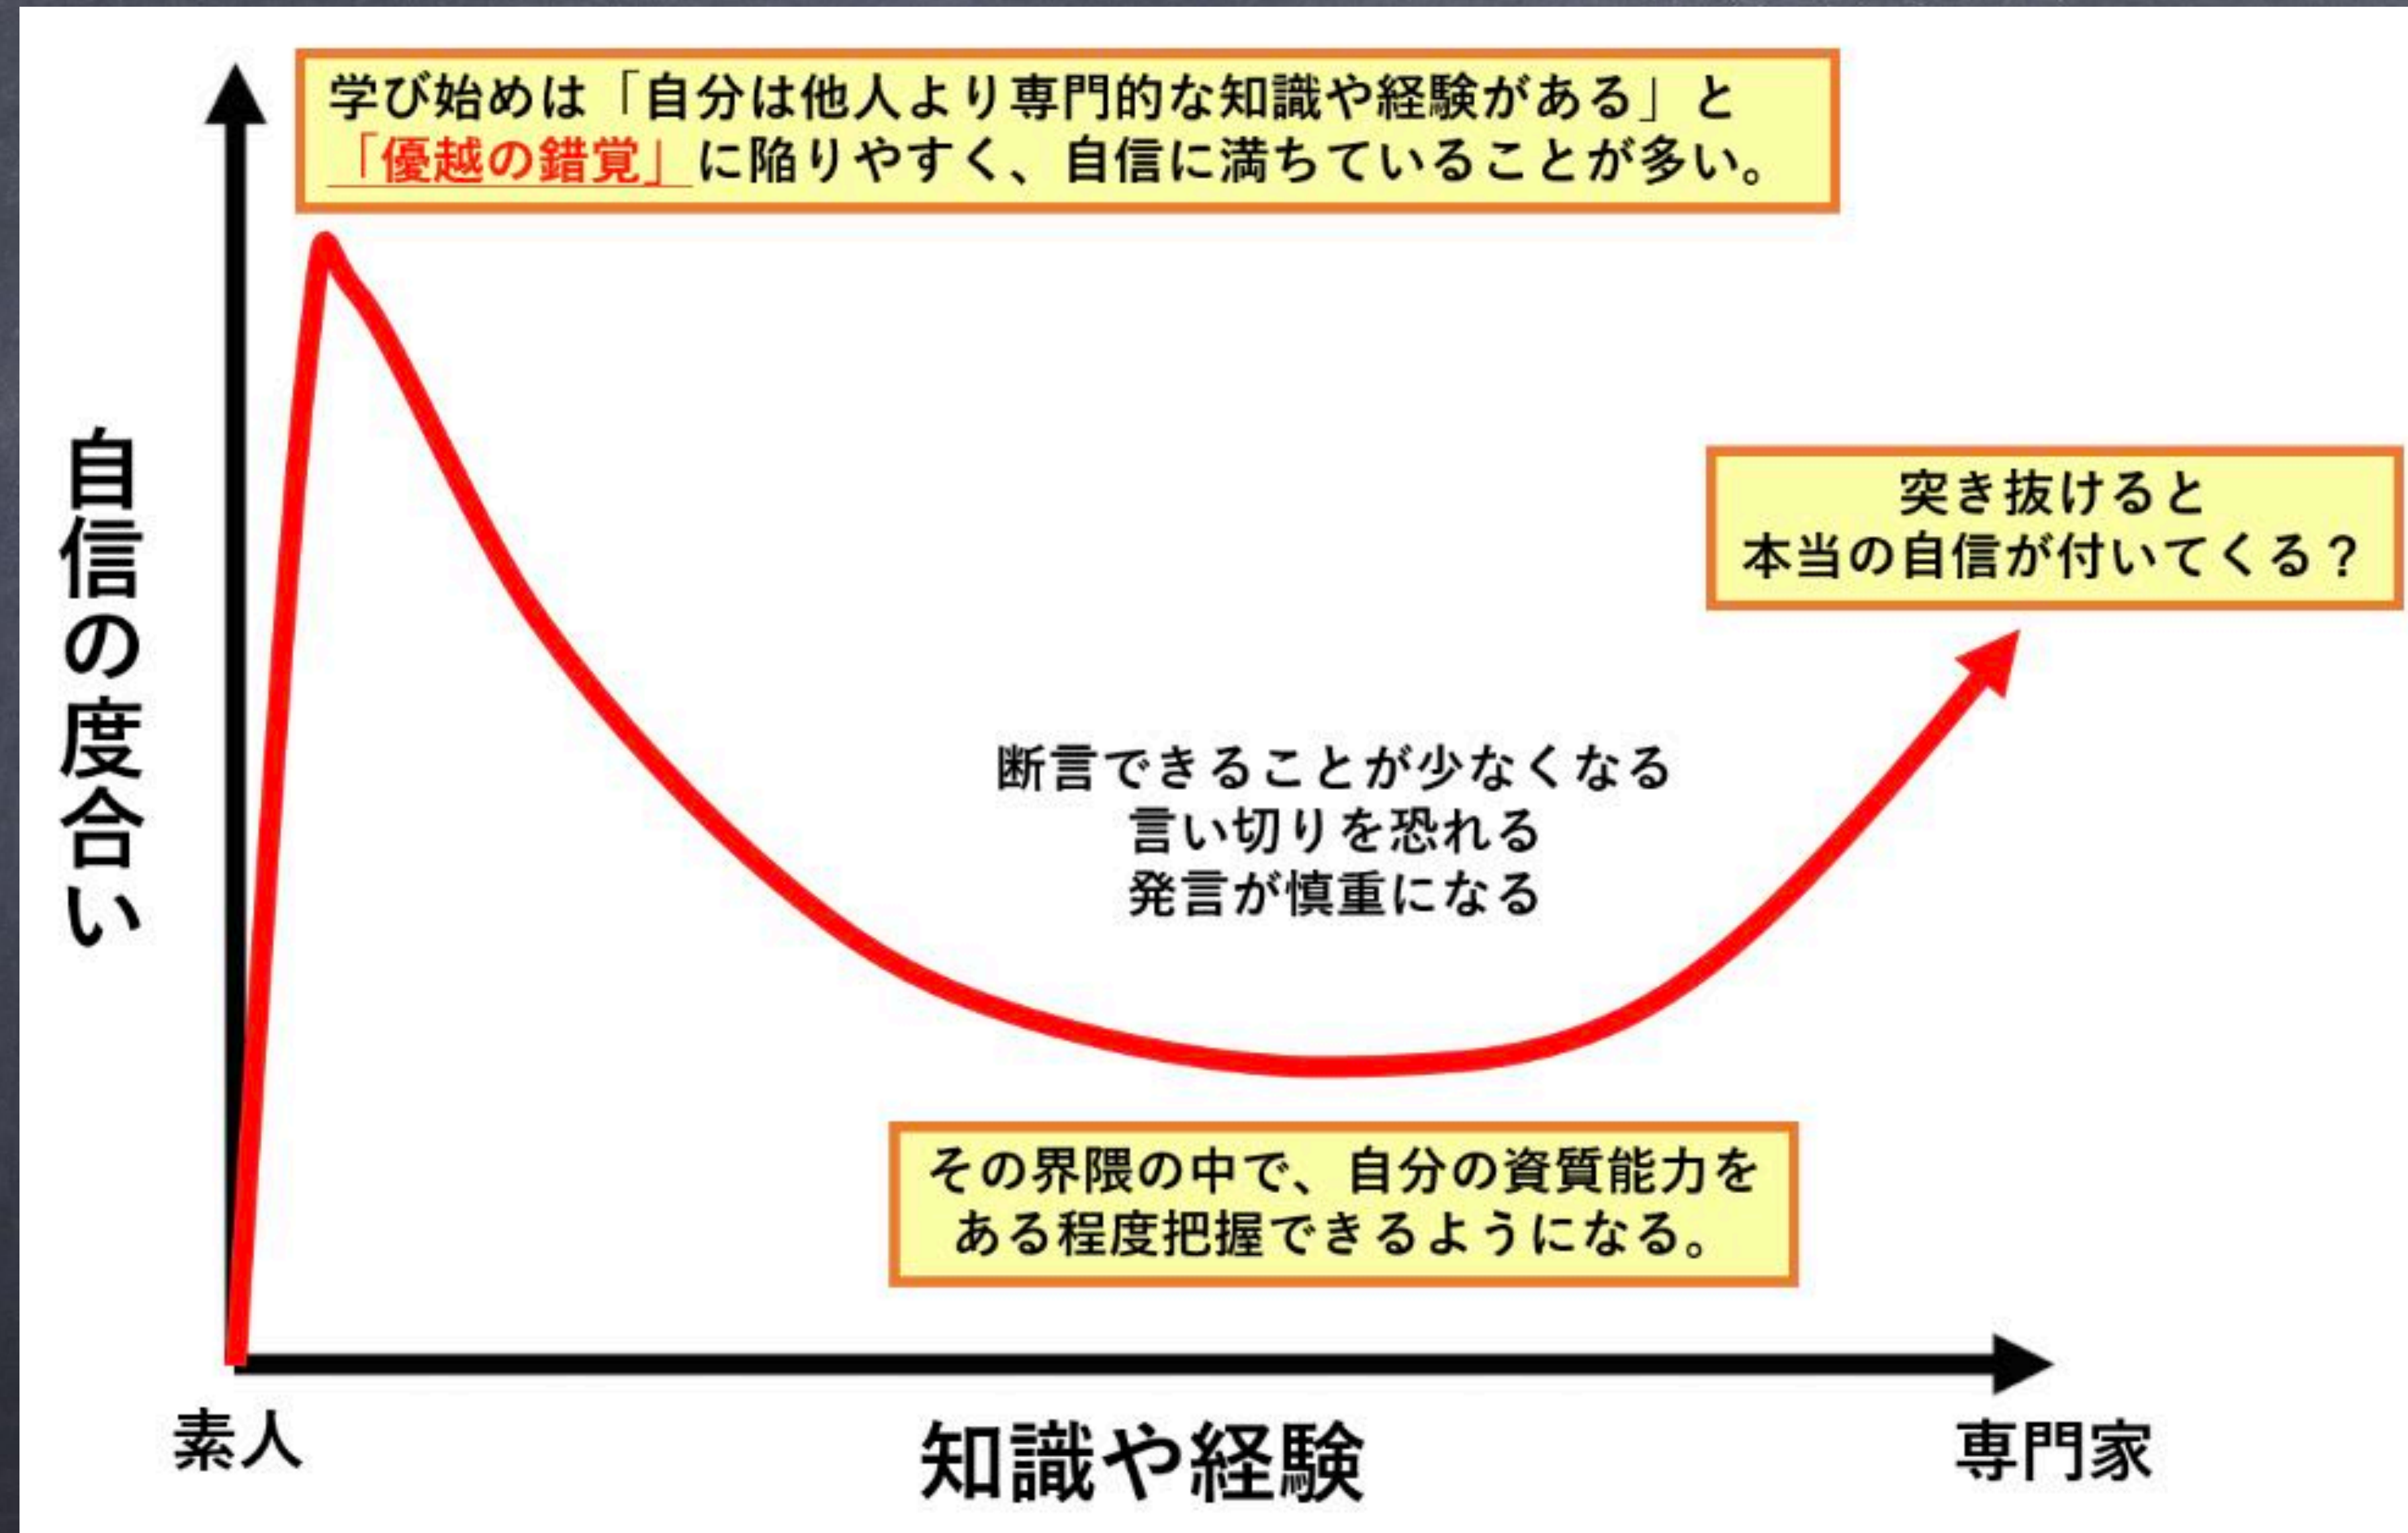 学び始めは「自分は他人より専門的な知識や経験がある」と
「優越の錯覚」に陥りやすく、自信に満ちていることが多い。
自信の度合い
突き抜けると
本当の自信が付いてくる？
断言できることが少なくなる
言い切りを恐れる
発言が慎重になる
その界隈の中で、自分の資質能力を
ある程度把握できるようになる。
素人
知識や経験
専門家